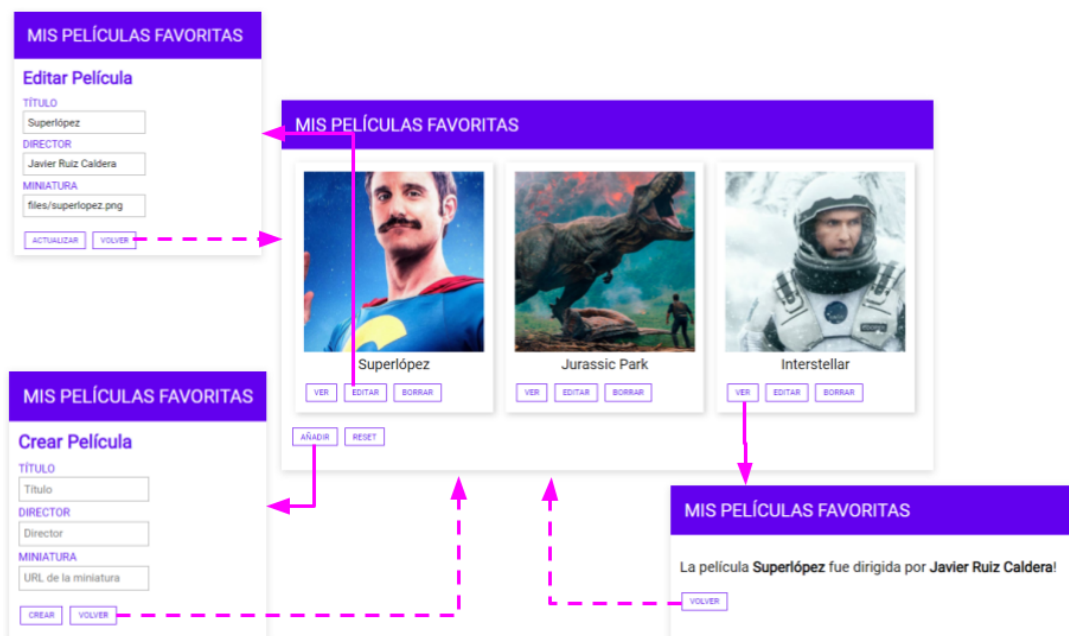 MIS PELÍCULAS FAVORITAS
Editar Película
TÍTULO
Superlópez
DIRECTOR
Javier Ruiz Caldera
MINIATURA
files/superlopez.png
ACTUALIZAR VOLVER
MIS PELÍCULAS FAVORITAS
Superlópez Jurassic Park Interstellar
VER EDITAR BORRAR VER EDITAR BORRAR VER EDITAR BORRAR
AÑADIR RESET
MIS PELÍCULAS FAVORITAS
Crear Película
TÍTULO
Título
DIRECTOR
Director
MINIATURA
URL de la miniatura
CREAR VOLVER
MIS PELÍCULAS FAVORITAS
La película Superlópez fue dirigida por Javier Ruiz Caldera!
VOLVER